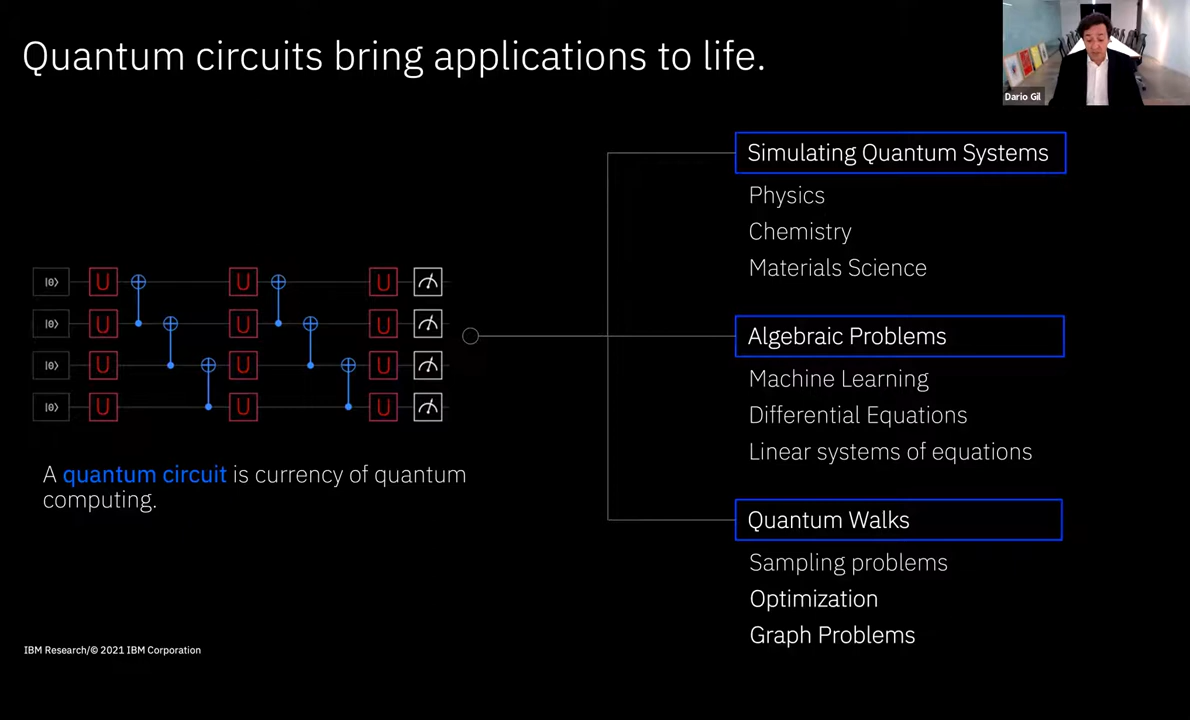 Quantum circuits bring applications to life.
Dario Gil
Simulating Quantum Systems
Physics
Chemistry
Materials Science
|0⟩ U U U
|0⟩ U U U
|0⟩ U U U
|0⟩ U U U
Algebraic Problems
Machine Learning
Differential Equations
Linear systems of equations
A quantum circuit is currency of quantum
computing.
Quantum Walks
Sampling problems
Optimization
Graph Problems
IBM Research/© 2021 IBM Corporation